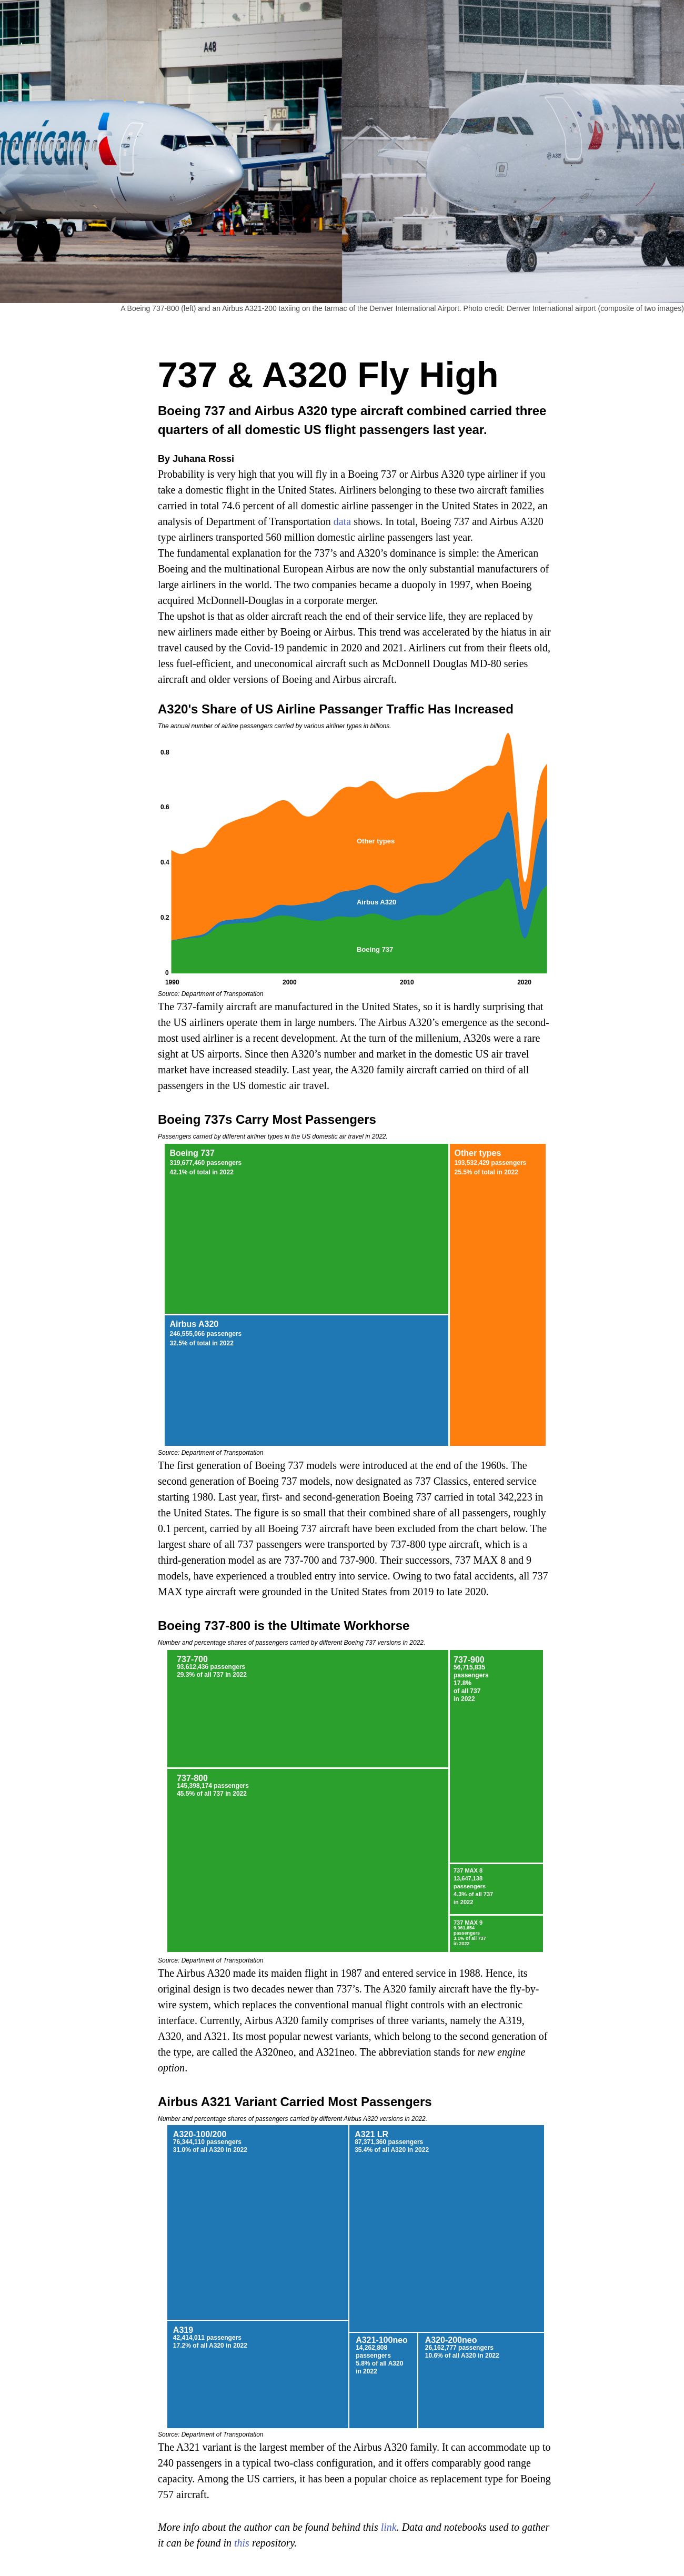 A48
A50
merican
Amer
A Boeing 737-800 (left) and an Airbus A321-200 taxiing on the tarmac of the Denver International Airport. Photo credit: Denver International airport (composite of two images)
737 & A320 Fly High
Boeing 737 and Airbus A320 type aircraft combined carried three
quarters of all domestic US flight passengers last year.
By Juhana Rossi
Probability is very high that you will fly in a Boeing 737 or Airbus A320 type airliner if you
take a domestic flight in the United States. Airliners belonging to these two aircraft families
carried in total 74.6 percent of all domestic airline passenger in the United States in 2022, an
analysis of Department of Transportation data shows. In total, Boeing 737 and Airbus A320
type airliners transported 560 million domestic airline passengers last year.
The fundamental explanation for the 737’s and A320’s dominance is simple: the American
Boeing and the multinational European Airbus are now the only substantial manufacturers of
large airliners in the world. The two companies became a duopoly in 1997, when Boeing
acquired McDonnell-Douglas in a corporate merger.
The upshot is that as older aircraft reach the end of their service life, they are replaced by
new airliners made either by Boeing or Airbus. This trend was accelerated by the hiatus in air
travel caused by the Covid-19 pandemic in 2020 and 2021. Airliners cut from their fleets old,
less fuel-efficient, and uneconomical aircraft such as McDonnell Douglas MD-80 series
aircraft and older versions of Boeing and Airbus aircraft.
A320's Share of US Airline Passanger Traffic Has Increased
The annual number of airline passangers carried by various airliner types in billions.
0.8
0.6
0.4
0.2
0
Other types
Airbus A320
Boeing 737
1990 2000 2010 2020
Source: Department of Transportation
The 737-family aircraft are manufactured in the United States, so it is hardly surprising that
the US airliners operate them in large numbers. The Airbus A320’s emergence as the second-
most used airliner is a recent development. At the turn of the millenium, A320s were a rare
sight at US airports. Since then A320’s number and market in the domestic US air travel
market have increased steadily. Last year, the A320 family aircraft carried on third of all
passengers in the US domestic air travel.
Boeing 737s Carry Most Passengers
Passengers carried by different airliner types in the US domestic air travel in 2022.
Boeing 737
319,677,460 passengers
42.1% of total in 2022
Other types
193,532,429 passengers
25.5% of total in 2022
Airbus A320
246,555,066 passengers
32.5% of total in 2022
Source: Department of Transportation
The first generation of Boeing 737 models were introduced at the end of the 1960s. The
second generation of Boeing 737 models, now designated as 737 Classics, entered service
starting 1980. Last year, first- and second-generation Boeing 737 carried in total 342,223 in
the United States. The figure is so small that their combined share of all passengers, roughly
0.1 percent, carried by all Boeing 737 aircraft have been excluded from the chart below. The
largest share of all 737 passengers were transported by 737-800 type aircraft, which is a
third-generation model as are 737-700 and 737-900. Their successors, 737 MAX 8 and 9
models, have experienced a troubled entry into service. Owing to two fatal accidents, all 737
MAX type aircraft were grounded in the United States from 2019 to late 2020.
Boeing 737-800 is the Ultimate Workhorse
Number and percentage shares of passengers carried by different Boeing 737 versions in 2022.
737-700
93,612,436 passengers
29.3% of all 737 in 2022
737-900
56,715,835
passengers
17.8%
of all 737
in 2022
737-800
145,398,174 passengers
45.5% of all 737 in 2022
737 MAX 8
13,647,138
passengers
4.3% of all 737
in 2022
737 MAX 9
passengers
3.1% of all 737
in 2022
Source: Department of Transportation
The Airbus A320 made its maiden flight in 1987 and entered service in 1988. Hence, its
original design is two decades newer than 737’s. The A320 family aircraft have the fly-by-
wire system, which replaces the conventional manual flight controls with an electronic
interface. Currently, Airbus A320 family comprises of three variants, namely the A319,
A320, and A321. Its most popular newest variants, which belong to the second generation of
the type, are called the A320neo, and A321neo. The abbreviation stands for new engine
option.
Airbus A321 Variant Carried Most Passengers
Number and percentage shares of passengers carried by different Airbus A320 versions in 2022.
A320-100/200
76,344,110 passengers
31.0% of all A320 in 2022
A321 LR
87,371,360 passengers
35.4% of all A320 in 2022
A319
42,414,011 passengers
17.2% of all A320 in 2022
A321-100neo
14,262,808
passengers
5.8% of all A320
in 2022
A320-200neo
26,162,777 passengers
10.6% of all A320 in 2022
Source: Department of Transportation
The A321 variant is the largest member of the Airbus A320 family. It can accommodate up to
240 passengers in a typical two-class configuration, and it offers comparably good range
capacity. Among the US carriers, it has been a popular choice as replacement type for Boeing
757 aircraft.
More info about the author can be found behind this link. Data and notebooks used to gather
it can be found in this repository.